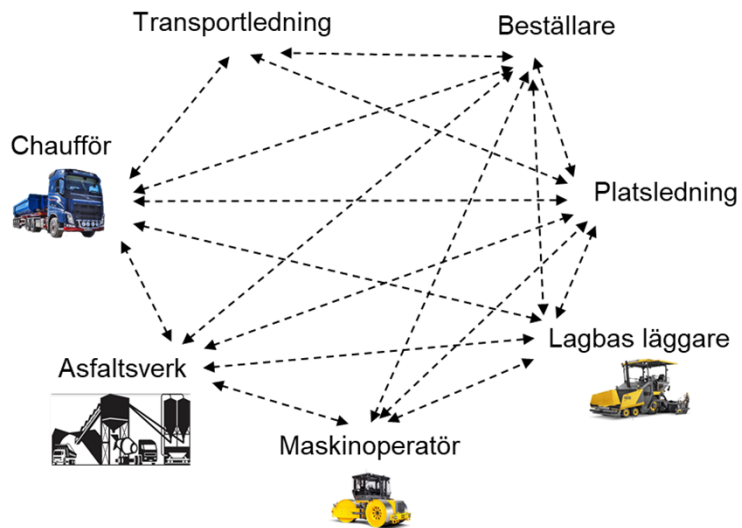 Transportledning
Beställare
Chaufför
Platsledning
Lagbas läggare
Asfaltsverk
Maskinoperatör